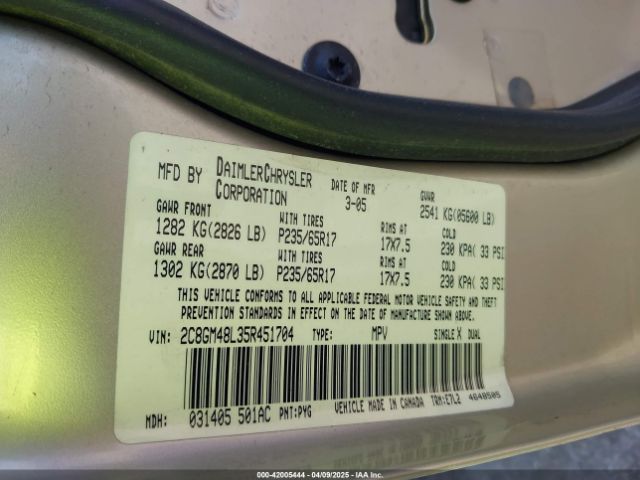 MFD BY DAIMLERCHRYSLER CORPORATION DATE OF MFR 3-05 GVWR 2541 KG(05600 LB)
GAWR FRONT WITH TIRES RIMS AT COLD
1282 KG(2826 LB) P235/65R17 17X7.5 230 KPA( 33 PSI
GAWR REAR WITH TIRES RIMS AT COLD
1302 KG(2870 LB) P235/65R17 17X7.5 230 KPA( 33 PSI
THIS VEHICLE CONFORMS TO ALL APPLICABLE FEDERAL MOTOR VEHICLE SAFETY AND THEFT
PREVENTION STANDARDS IN EFFECT ON THE DATE OF MANUFACTURE SHOWN ABOVE.
VIN: 2C8GM48L35R451704 TYPE: MPV SINGLE X DUAL
MDH: 031405 501AC PNT:PYG VEHICLE MADE IN CANADA TRM:E7L2 4648505
000-42005444 - 04/09/2025 - IAAI.COM